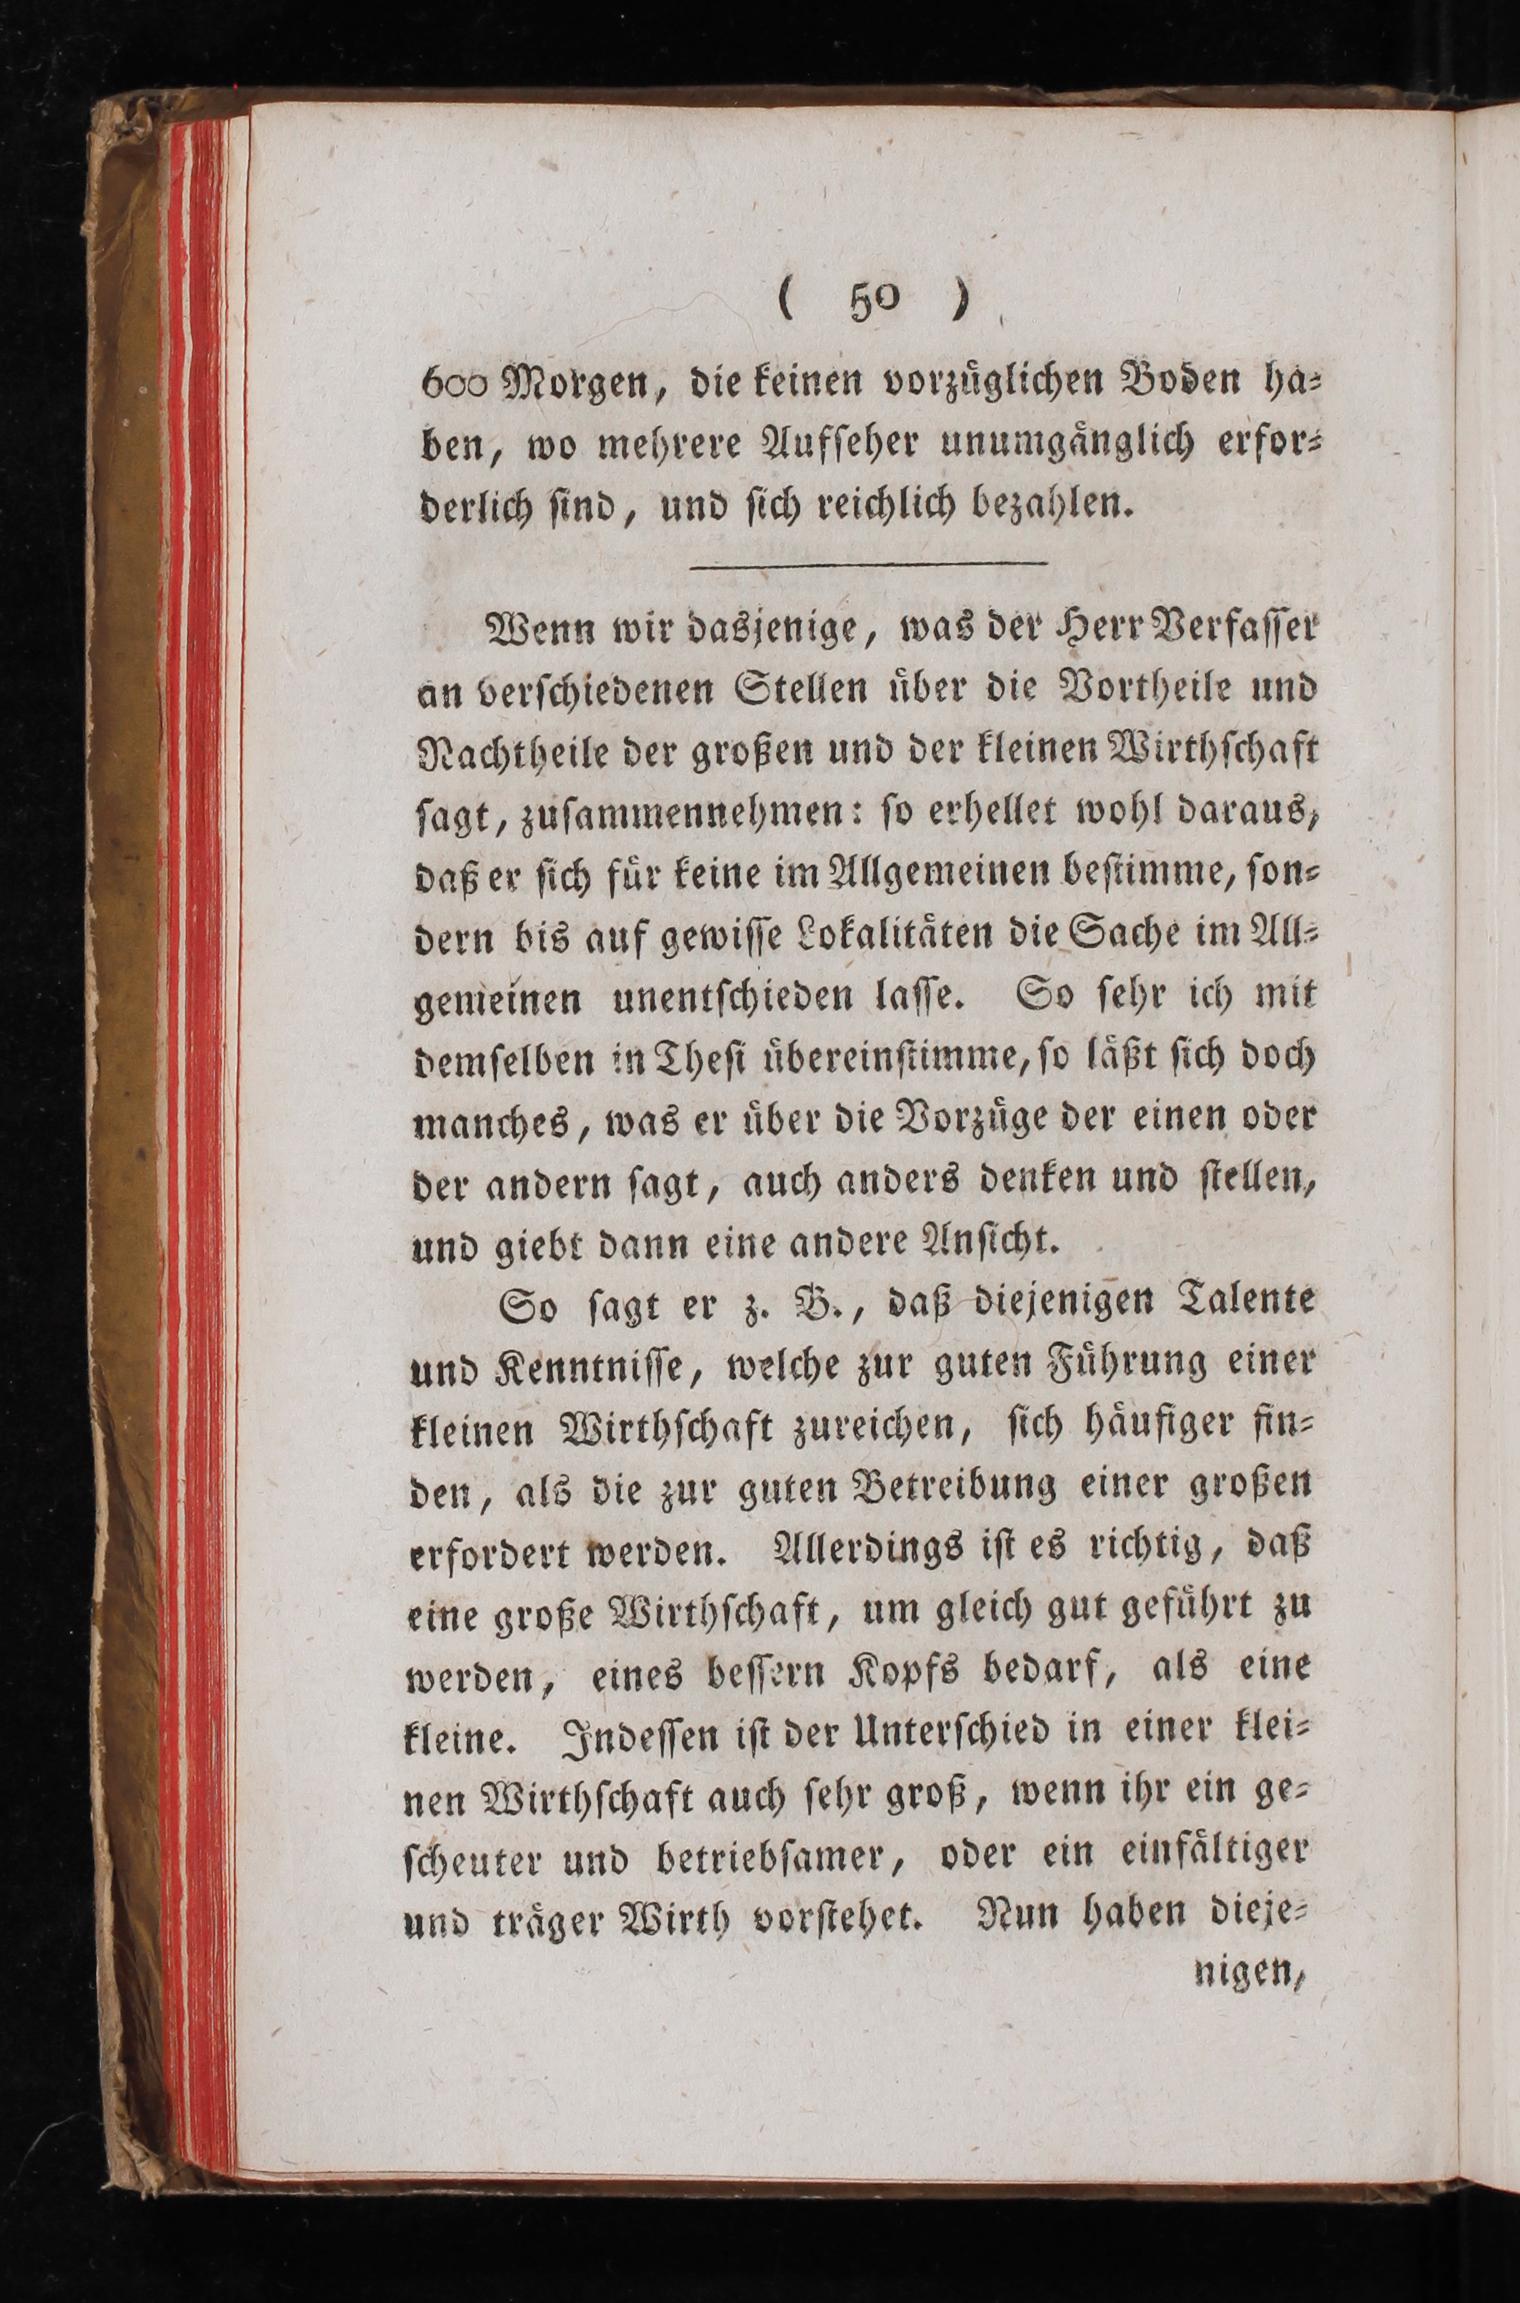 ( 50 )
600 Morgen, die keinen vorzüglichen Boden ha⸗
ben, wo mehrere Aufſeher unumgänglich erfor⸗
derlich ſind, und ſich reichlich bezahlen.
Wenn wir dasjenige, was der Herr Verfaſſer
an verſchiedenen Stellen über die Vortheile und
Nachtheile der großen und der kleinen Wirthſchaft
ſagt, zuſammennehmen: ſo erhellet wohl daraus,
daß er ſich für keine im Allgemeinen beſtimme, ſon⸗
dern bis auf gewiſſe Lokalitäten die Sache im All⸗
gemeinen unentſchieden laſſe. So ſehr ich mit
demſelben in Theſi übereinſtimme, ſo läßt ſich doch
manches, was er über die Vorzüge der einen oder
der andern ſagt, auch anders denken und ſtellen,
und giebt dann eine andere Anſicht.
So ſagt er z. B., daß diejenigen Talente
und Kenntniſſe, welche zur guten Führung einer
kleinen Wirthſchaft zureichen, ſich häufiger fin⸗
den, als die zur guten Betreibung einer großen
erfordert werden. Allerdings iſt es richtig, daß
eine große Wirthſchaft, um gleich gut geführt zu
werden, eines beſſern Kopfs bedarf, als eine
kleine. Indeſſen iſt der Unterſchied in einer klei⸗
nen Wirthſchaft auch ſehr groß, wenn ihr ein ge⸗
ſcheuter und betriebſamer, oder ein einfältiger
und träger Wirth vorſtehet. Nun haben dieje⸗
nigen,